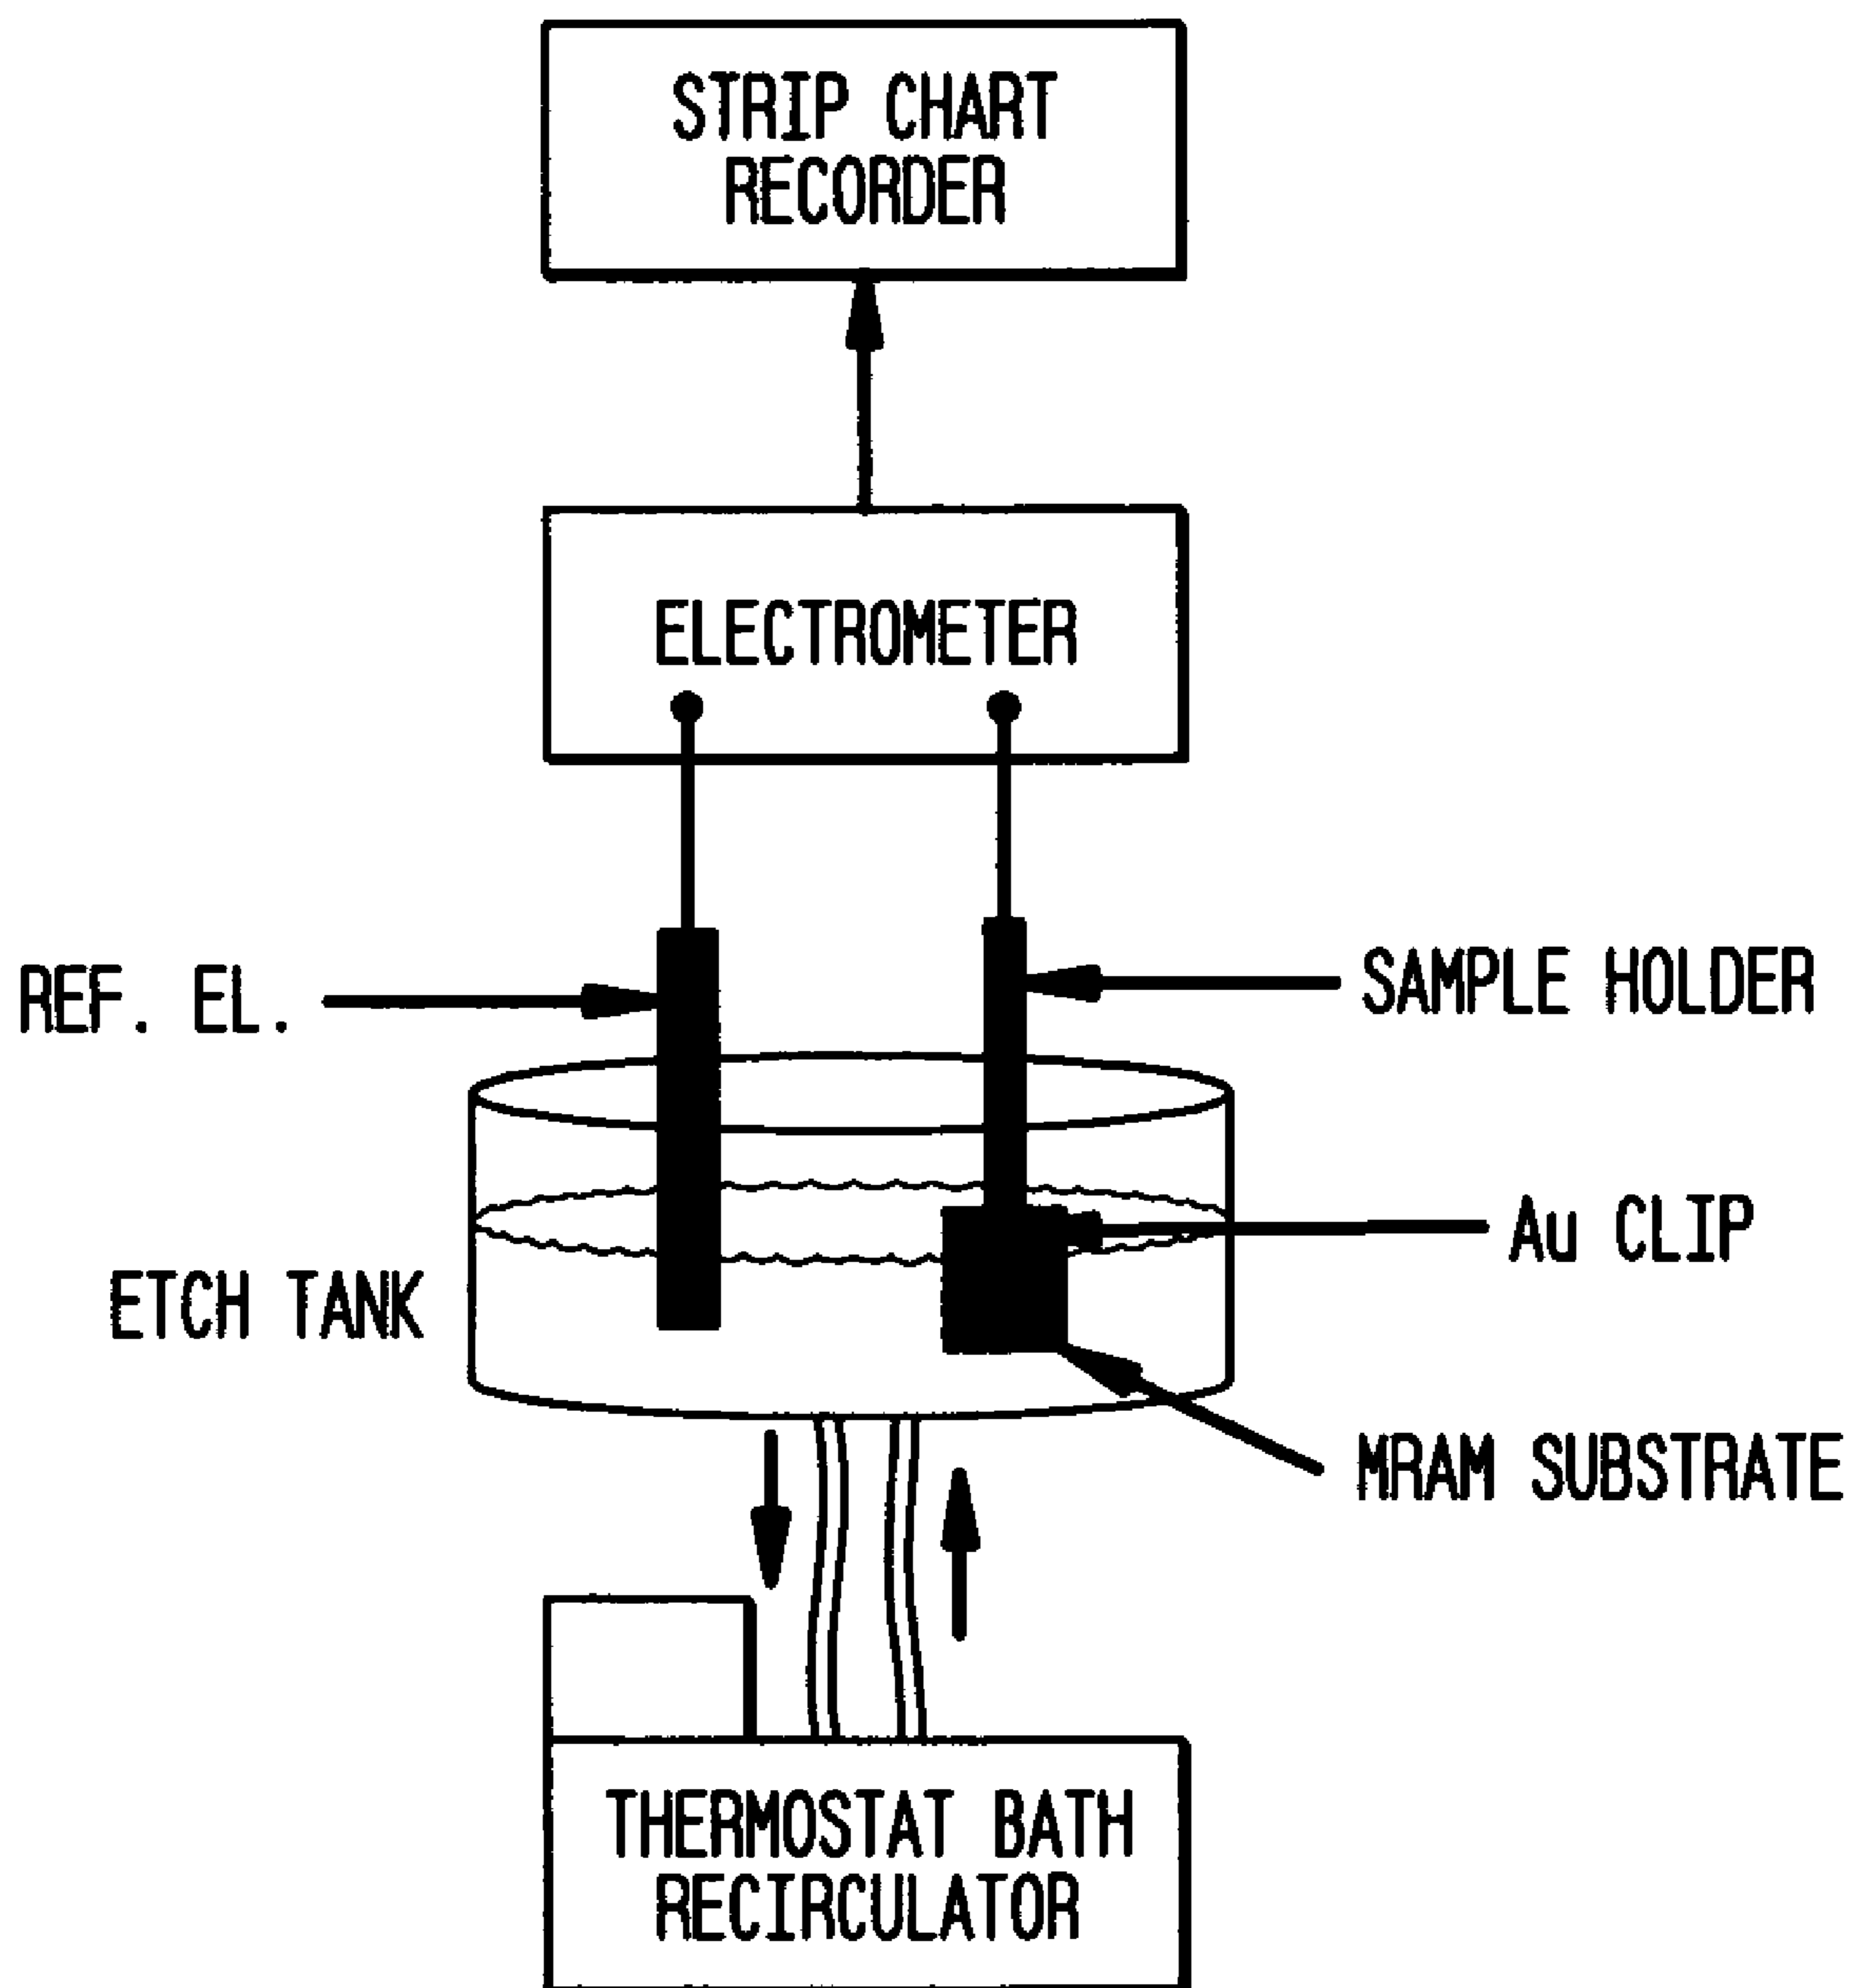 STRIP CHART
RECORDER
ELECTROMETER
REF. EL.
SAMPLE HOLDER
Au CLIP
ETCH TANK
MRAM SUBSTRATE
THERMOSTAT BATH
RECIRCULATOR